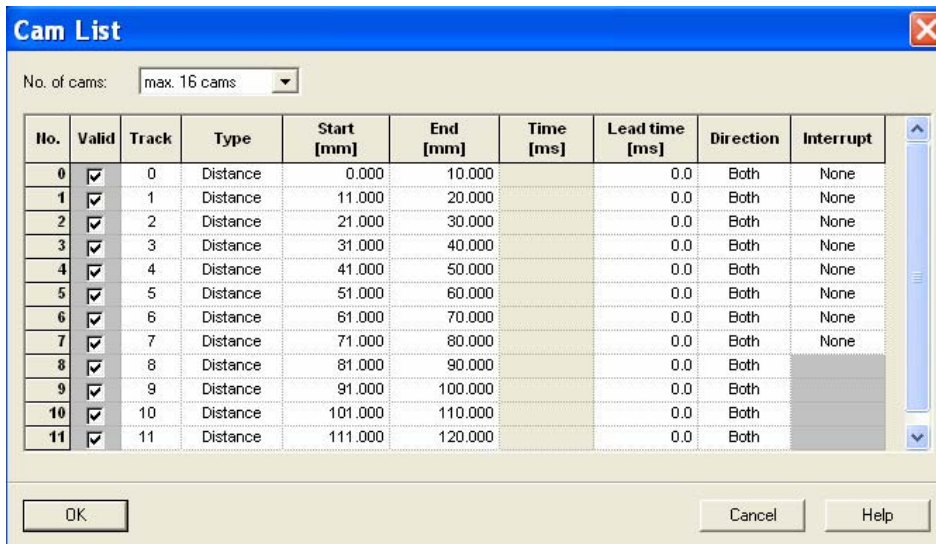 Cam List
No. of cams: max. 16 cams
No. Valid Track Type Start [mm] End [mm] Time [ms] Lead time [ms] Direction Interrupt
0 0 Distance 0.000 10.000 0.0 Both None
1 1 Distance 11.000 20.000 0.0 Both None
2 2 Distance 21.000 30.000 0.0 Both None
3 3 Distance 31.000 40.000 0.0 Both None
4 4 Distance 41.000 50.000 0.0 Both None
5 5 Distance 51.000 60.000 0.0 Both None
6 6 Distance 61.000 70.000 0.0 Both None
7 7 Distance 71.000 80.000 0.0 Both None
8 8 Distance 81.000 90.000 0.0 Both
9 9 Distance 91.000 100.000 0.0 Both
10 10 Distance 101.000 110.000 0.0 Both
11 11 Distance 111.000 120.000 0.0 Both
OK Cancel Help